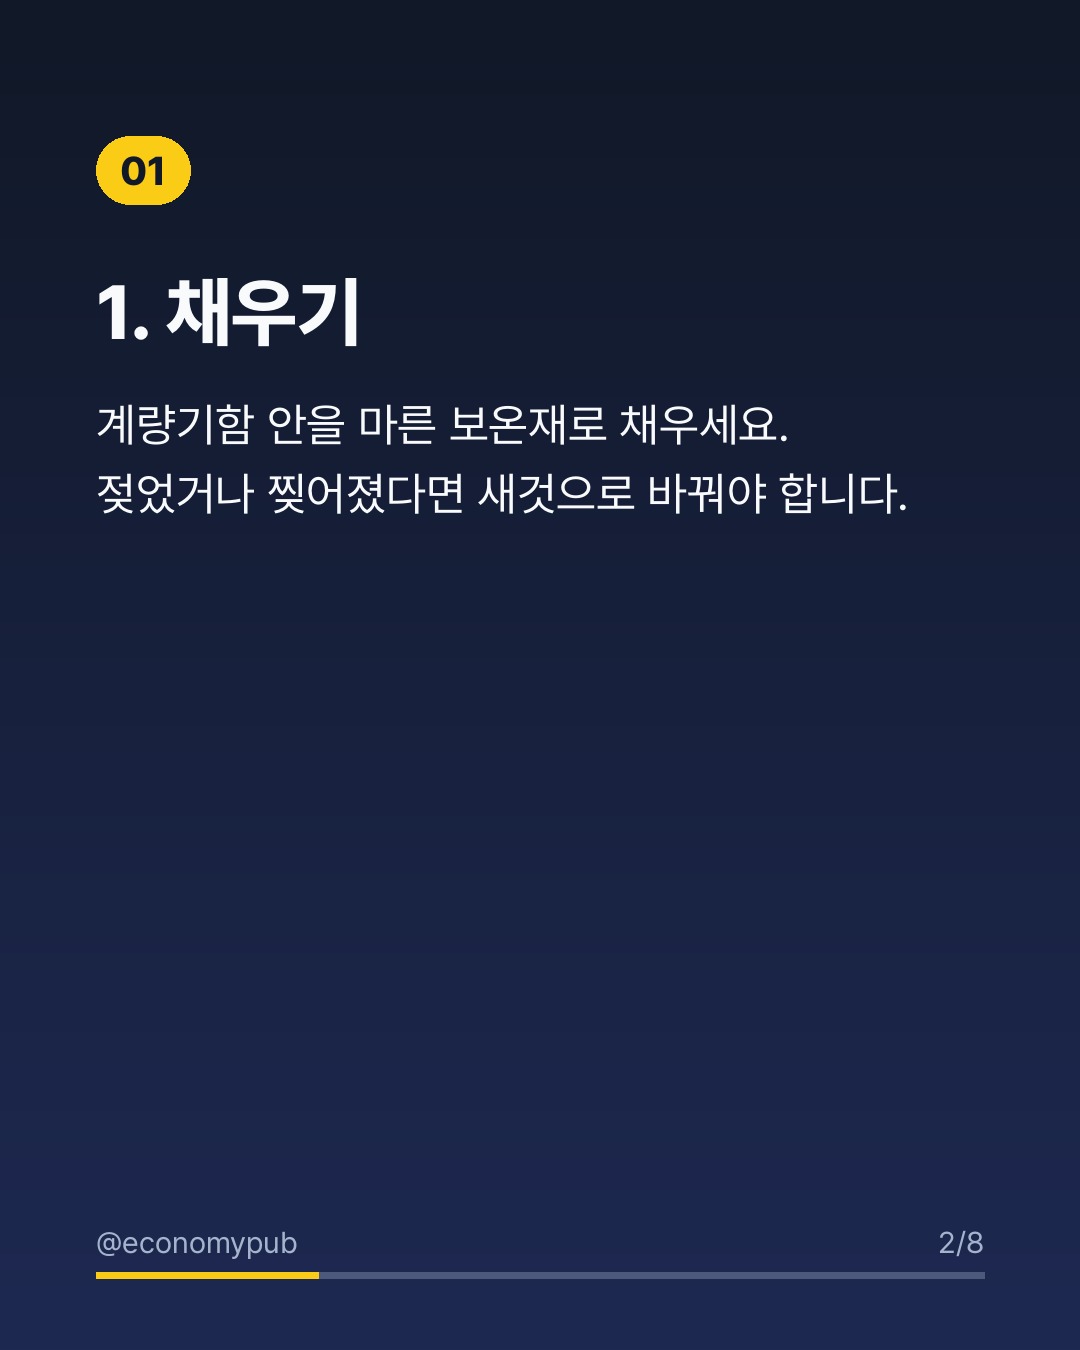 01
1. 채우기
계량기함 안을 마른 보온재로 채우세요.
젖었거나 찢어졌다면 새것으로 바꿔야 합니다.
@economypub
2/8